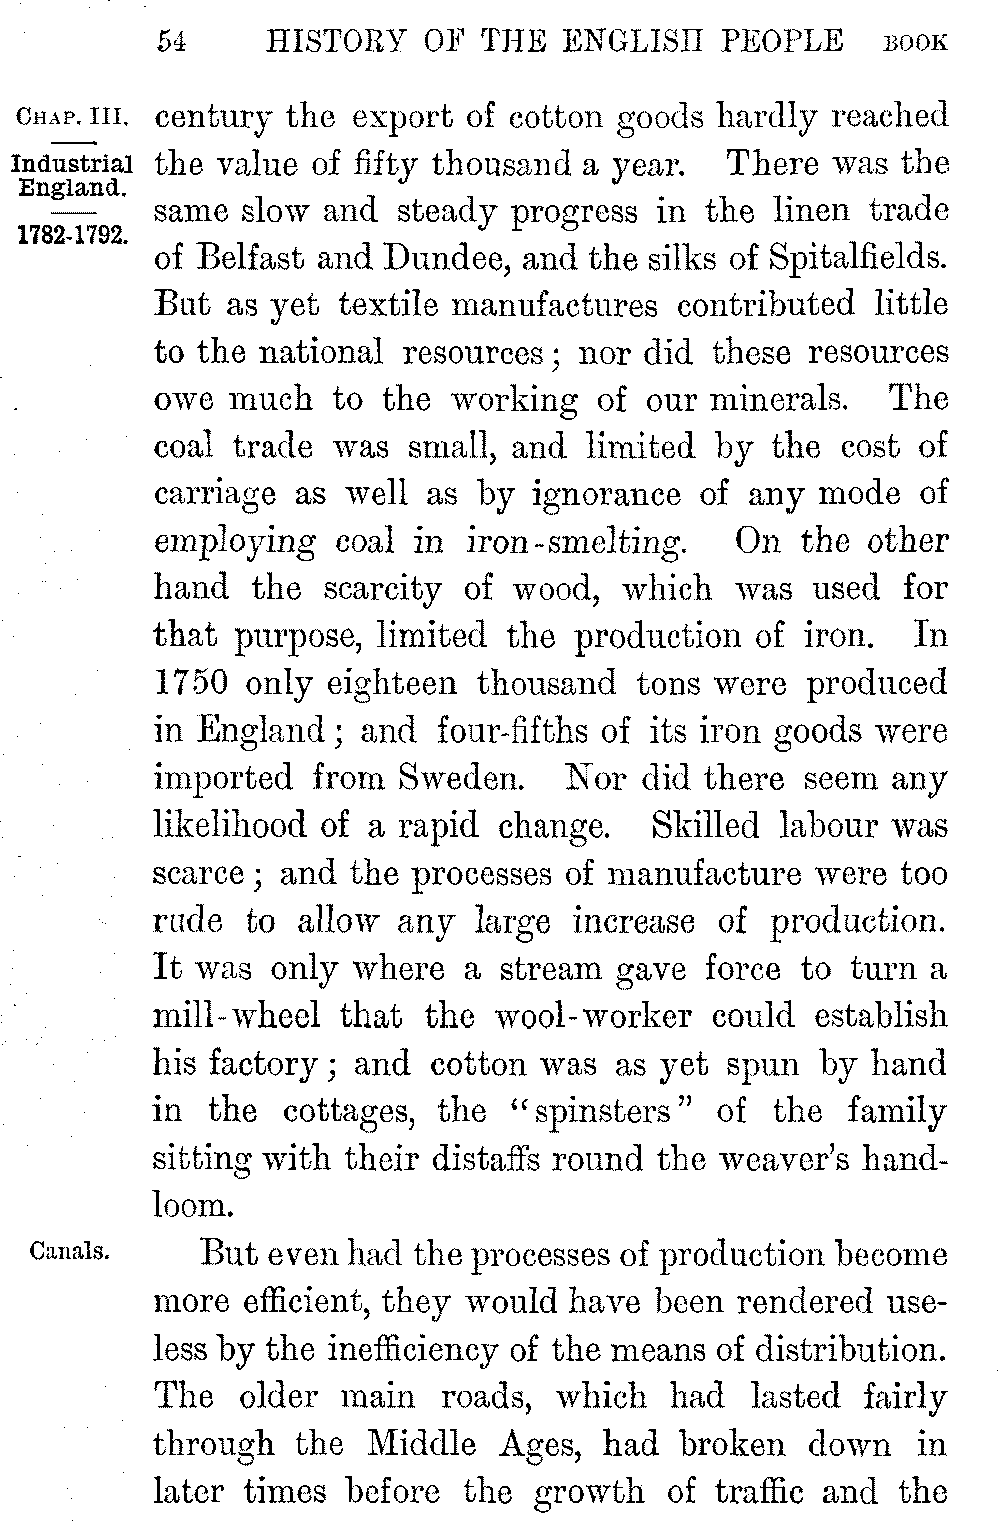 54 HISTORY OF THE ENGLISH PEOPLE BOOK
CHAP. III.
Industrial
England.
1782-1792.
century the export of cotton goods hardly reached
the value of fifty thousand a year. There was the
same slow and steady progress in the linen trade
of Belfast and Dundee, and the silks of Spitalfields.
But as yet textile manufactures contributed little
to the national resources; nor did these resources
owe much to the working of our minerals. The
coal trade was small, and limited by the cost of
carriage as well as by ignorance of any mode of
employing coal in iron-smelting. On the other
hand the scarcity of wood, which was used for
that purpose, limited the production of iron. In
1750 only eighteen thousand tons were produced
in England; and four-fifths of its iron goods were
imported from Sweden. Nor did there seem any
likelihood of a rapid change. Skilled labour was
scarce; and the processes of manufacture were too
rude to allow any large increase of production.
It was only where a stream gave force to turn a
mill-wheel that the wool-worker could establish
his factory; and cotton was as yet spun by hand
in the cottages, the "spinsters" of the family
sitting with their distaffs round the weaver's hand-
loom.
Canals.
But even had the processes of production become
more efficient, they would have been rendered use-
less by the inefficiency of the means of distribution.
The older main roads, which had lasted fairly
through the Middle Ages, had broken down in
later times before the growth of traffic and the